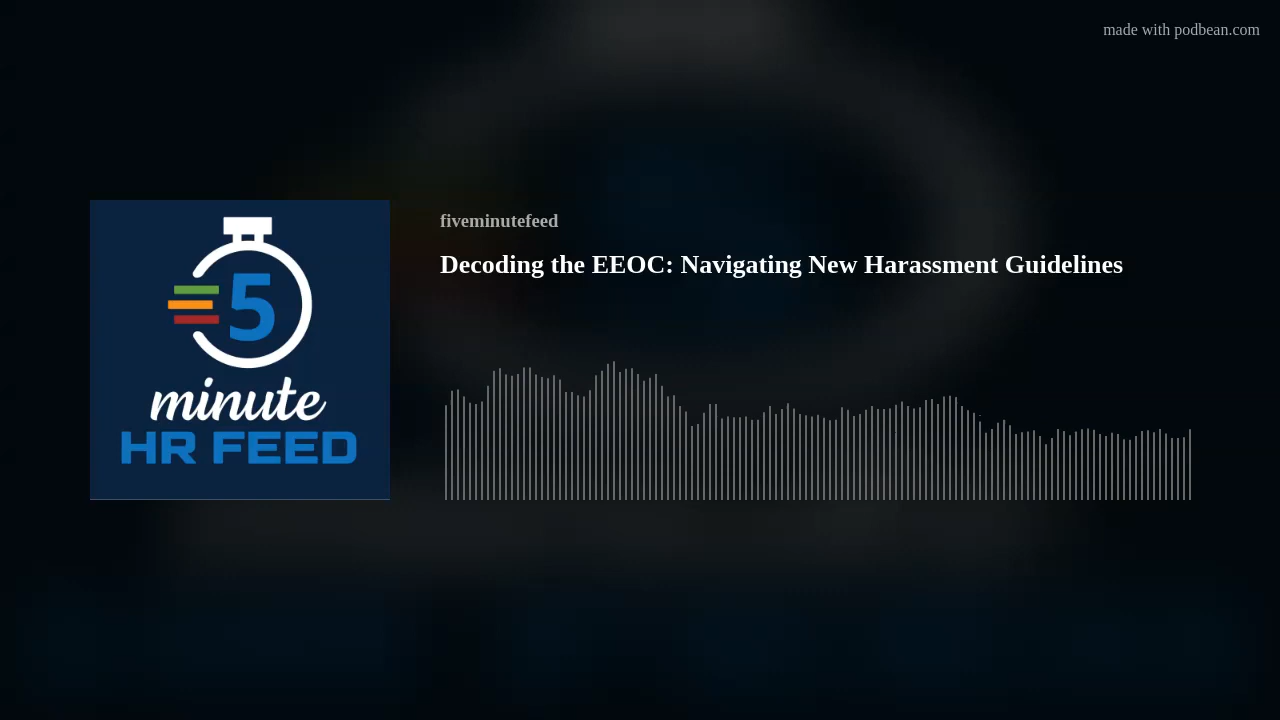 made with podbean.com
fiveminutefeed
Decoding the EEOC: Navigating New Harassment Guidelines
5
minute
HR FEED